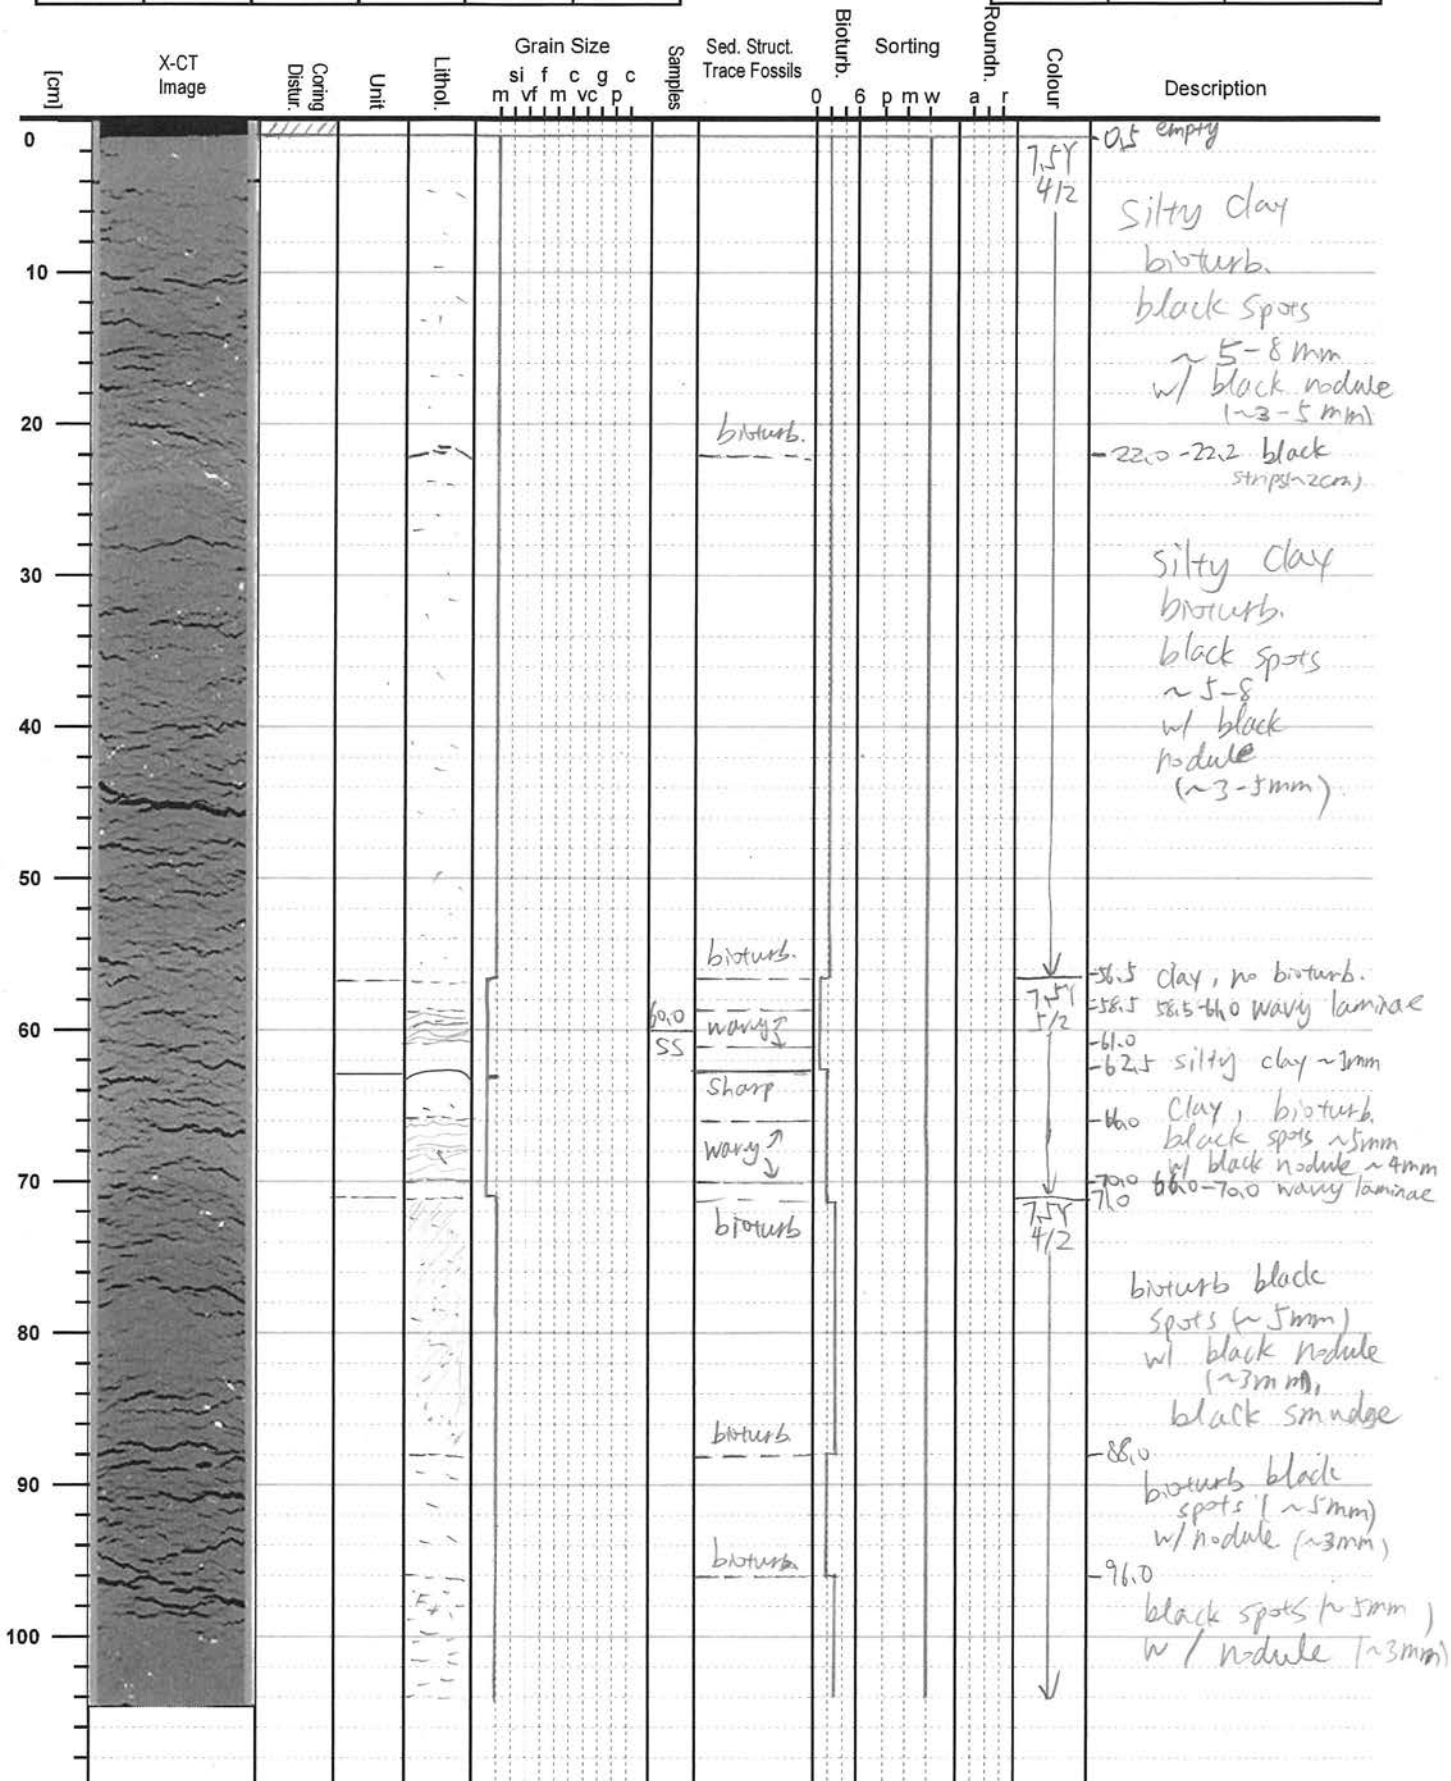 [cm]
X-CT
Image
Coring
Distur.
Unit
Lithol.
Grain Size
si f c g c
m vf m vc p
Samples
Sed. Struct.
Trace Fossils
Bioturb.
0 6
Sorting
p m w
Roundn.
a r
Colour
Description
0
10
20
30
40
50
60
70
80
90
100
60.0
SS
bioturb.
bioturb.
wavy
sharp
wavy
bioturb
bioturb.
bioturb.
7.5Y
4/2
7.5Y
5/2
7.5Y
4/2
-0.5 empty
Silty clay
bioturb.
black spots
~ 5-8 mm
w/ black nodule
(~3-5 mm)
-22.0-22.2 black
strips(~2cm)
silty clay
bioturb.
black spots
~ 5-8
w/ black
nodule
(~3-5mm).
-56.5 clay, no bioturb.
-58.5 58.5-61.0 wavy laminae
-61.0
-62.5 silty clay ~1mm
-66.0 clay, bioturb.
black spots ~5mm
w/ black nodule ~4mm
-70.0 66.0-70.0 wavy laminae
71.0
bioturb black
spots (~ 5mm)
w/ black nodule
(~3mm),
black smudge
-88.0
bioturb black
spots (~5mm)
w/ nodule (~3mm)
-96.0
black spots (~5mm)
w/ nodule (~3mm)